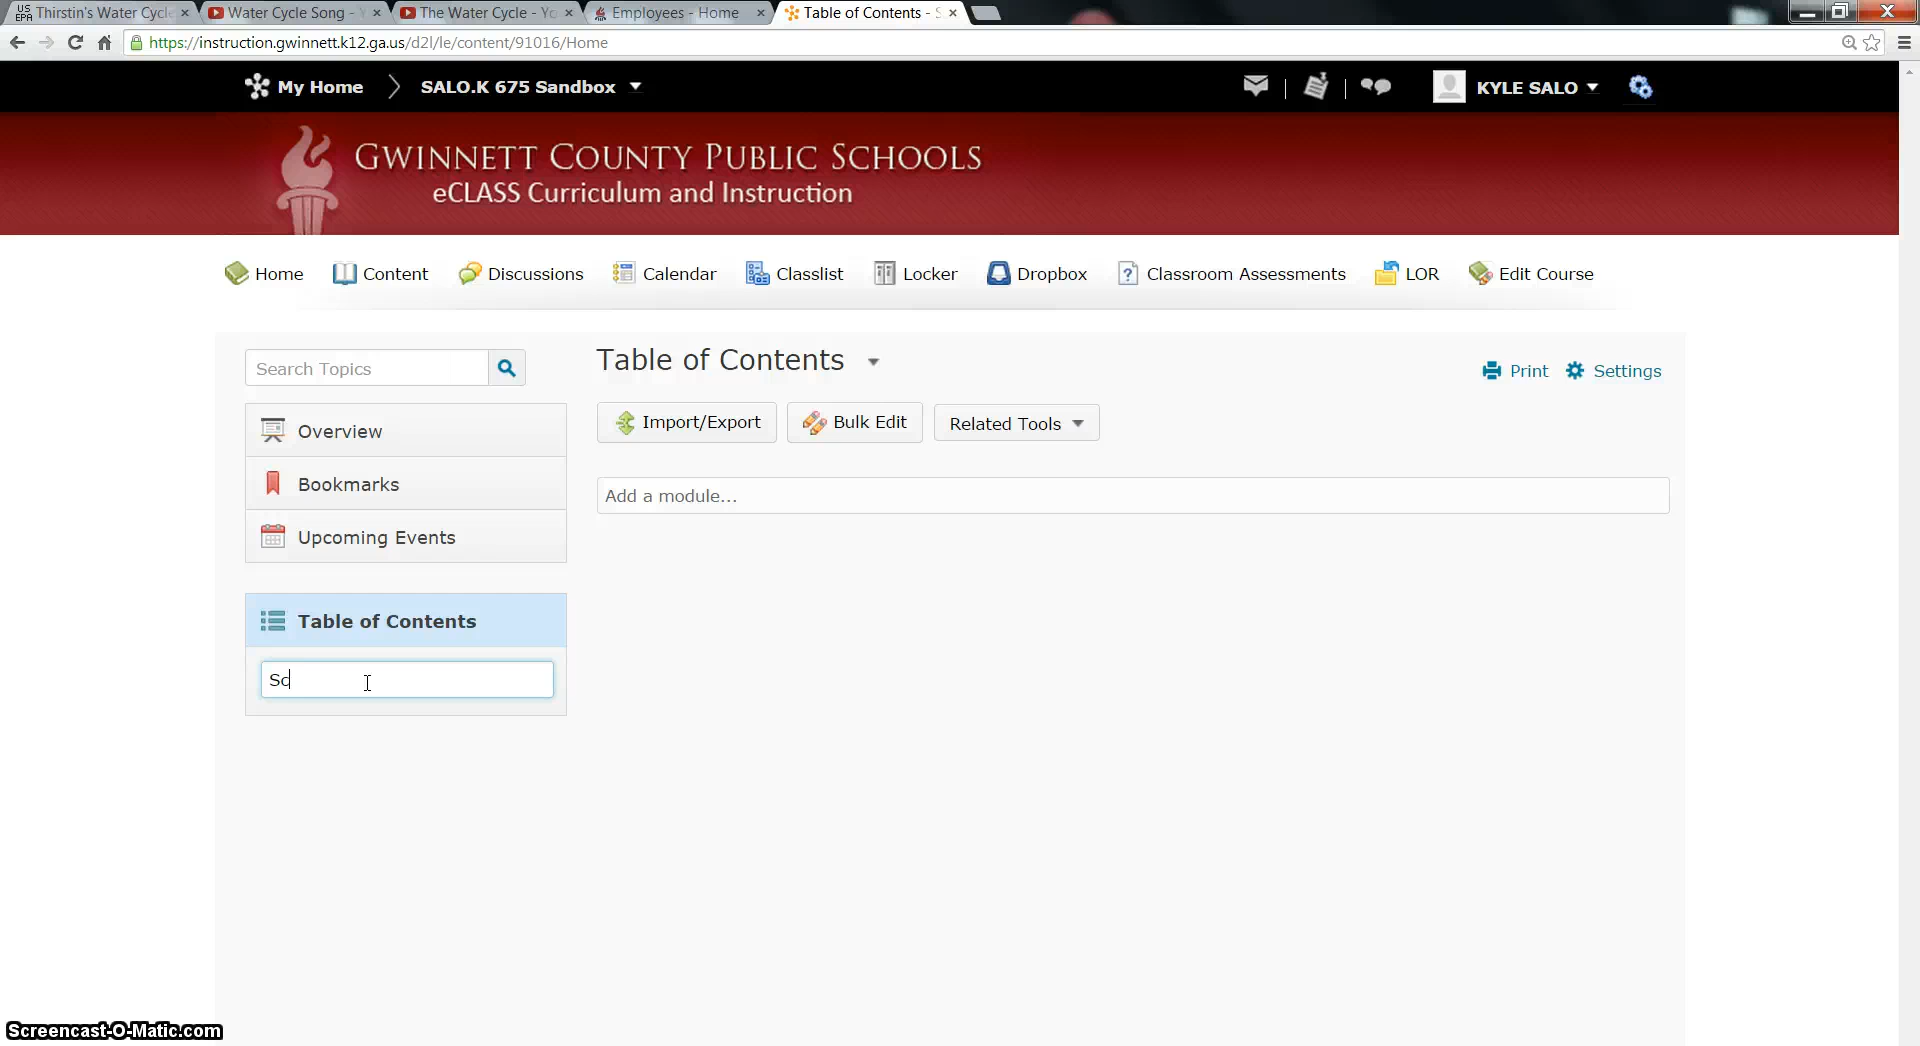 US EPA Thirstin's Water Cycle
Water Cycle Song - Y
The Water Cycle - Yo
Employees - Home
Table of Contents - S
https://instruction.gwinnett.k12.ga.us/d2l/le/content/91016/Home
My Home
SALO.K 675 Sandbox
KYLE SALO
GWINNETT COUNTY PUBLIC SCHOOLS
eCLASS Curriculum and Instruction
Home
Content
Discussions
Calendar
Classlist
Locker
Dropbox
Classroom Assessments
LOR
Edit Course
Search Topics
Overview
Bookmarks
Upcoming Events
Table of Contents
Sc
Table of Contents
Print
Settings
Import/Export
Bulk Edit
Related Tools
Add a module...
Screencast-O-Matic.com